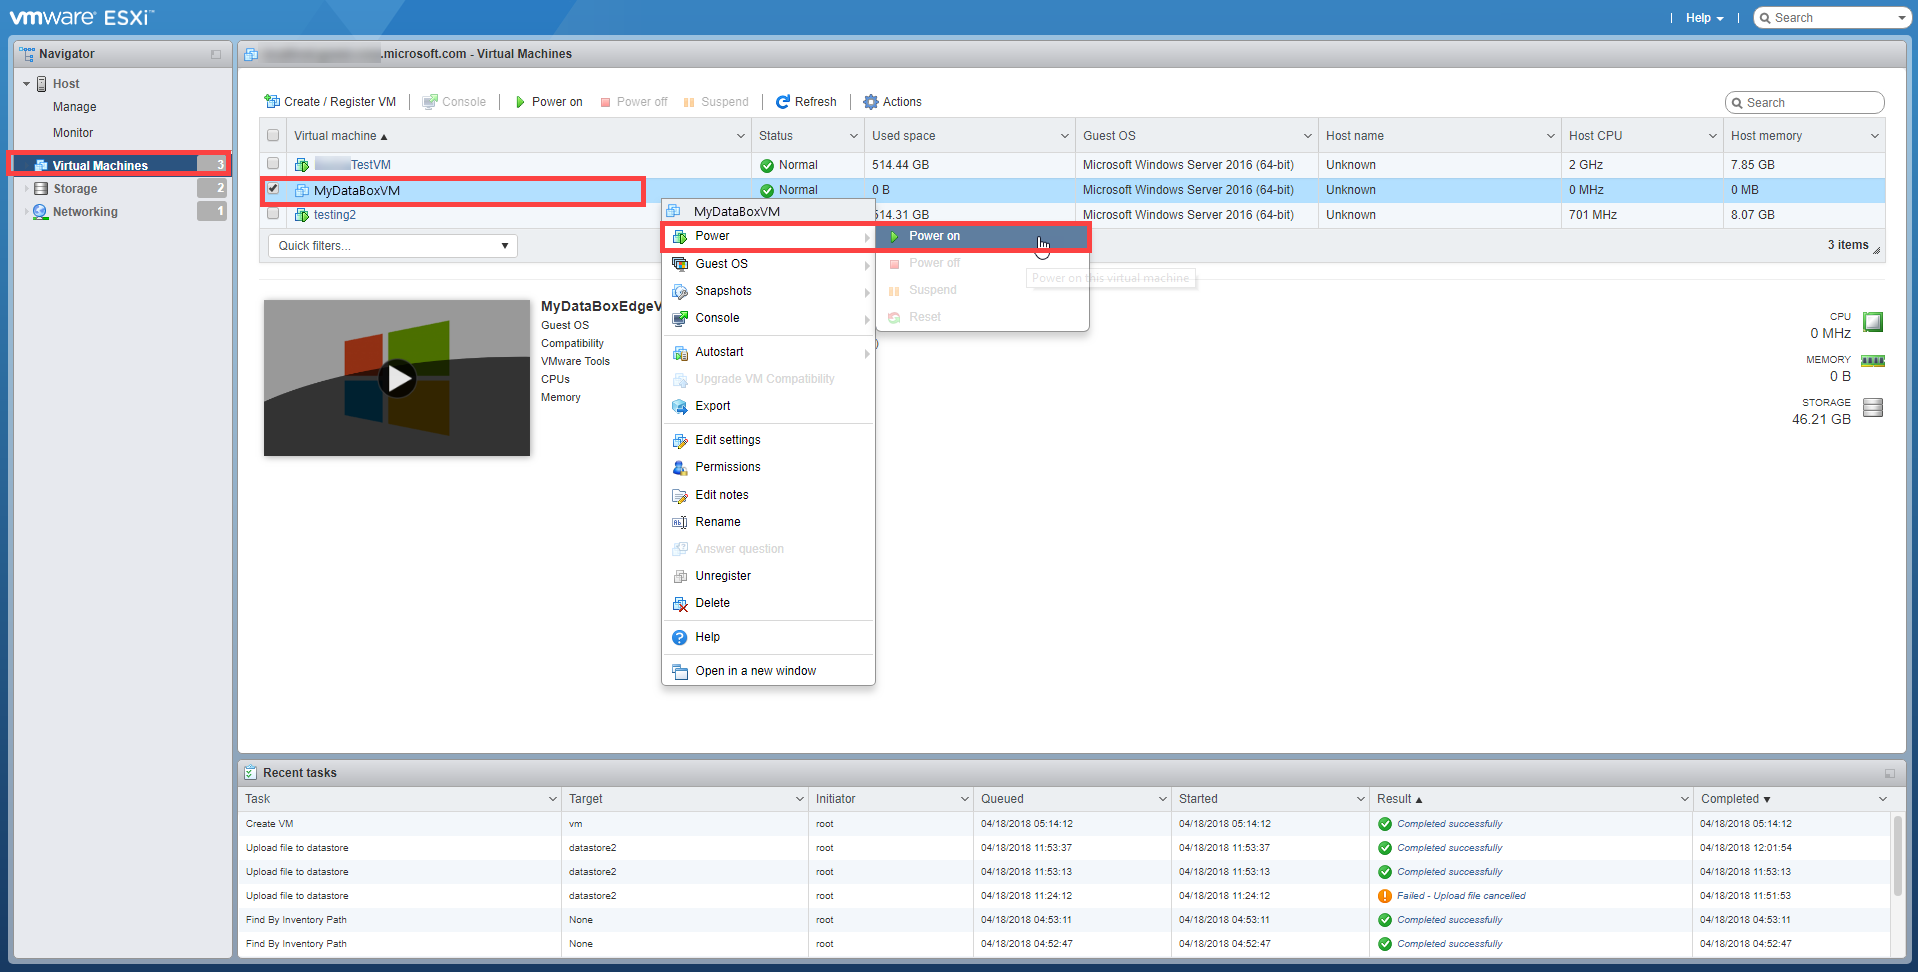 vmware ESXi™
Help
Search
Navigator
Host
Manage
Monitor
Virtual Machines 3
Storage 2
Networking 1
.microsoft.com - Virtual Machines
Create / Register VM
Console
Power on
Power off
Suspend
Refresh
Actions
Search
Virtual machine Status Used space Guest OS Host name Host CPU Host memory
TestVM Normal 514.44 GB Microsoft Windows Server 2016 (64-bit) Unknown 2 GHz 7.85 GB
MyDataBoxVM Normal 0 B Microsoft Windows Server 2016 (64-bit) Unknown 0 MHz 0 MB
testing2 514.31 GB Microsoft Windows Server 2016 (64-bit) Unknown 701 MHz 8.07 GB
Quick filters...
3 items
MyDataBoxVM
Power
Guest OS
Snapshots
Console
Autostart
Upgrade VM Compatibility
Export
Edit settings
Permissions
Edit notes
Rename
Answer question
Unregister
Delete
Help
Open in a new window
Power on
Power off
Suspend
Reset
Power on this virtual machine
MyDataBoxEdgeV
Guest OS
Compatibility
VMware Tools
CPUs
Memory
)
CPU
0 MHz
MEMORY
0 B
STORAGE
46.21 GB
Recent tasks
Task Target Initiator Queued Started Result Completed
Create VM vm root 04/18/2018 05:14:12 04/18/2018 05:14:12 Completed successfully 04/18/2018 05:14:12
Upload file to datastore datastore2 root 04/18/2018 11:53:37 04/18/2018 11:53:37 Completed successfully 04/18/2018 12:01:54
Upload file to datastore datastore2 root 04/18/2018 11:53:13 04/18/2018 11:53:13 Completed successfully 04/18/2018 11:53:13
Upload file to datastore datastore2 root 04/18/2018 11:24:12 04/18/2018 11:24:12 Failed - Upload file cancelled 04/18/2018 11:51:53
Find By Inventory Path None root 04/18/2018 04:53:11 04/18/2018 04:53:11 Completed successfully 04/18/2018 04:53:11
Find By Inventory Path None root 04/18/2018 04:52:47 04/18/2018 04:52:47 Completed successfully 04/18/2018 04:52:47